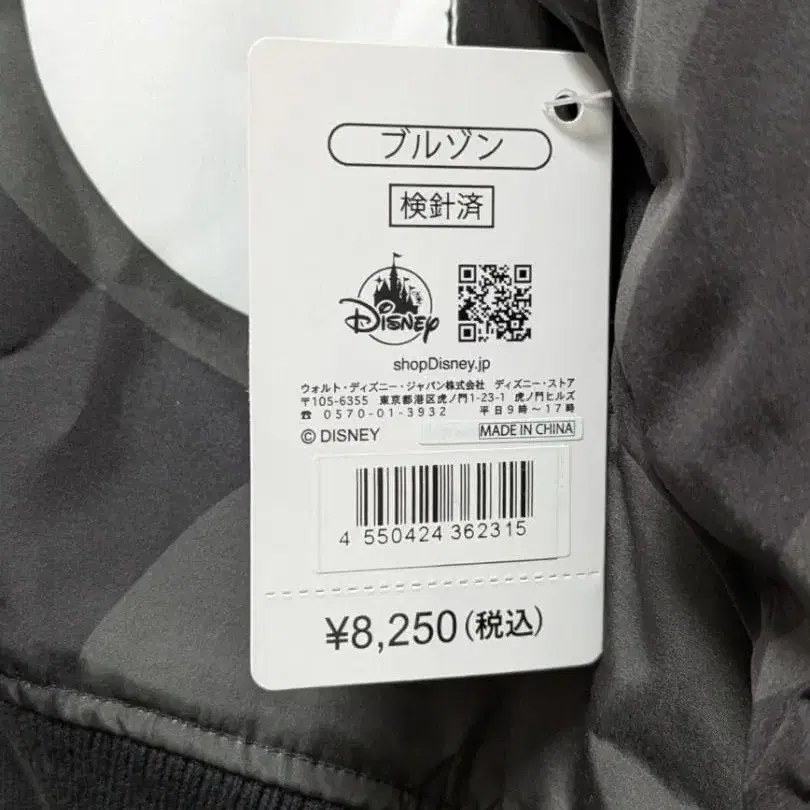 ブルゾン
検針済
DISNEY
shopDisney.jp
ウォルト・ディズニー・ジャパン株式会社 ディズニー・ストア
〒105-6355 東京都港区虎ノ門1-23-1 虎ノ門ヒルズ
☎ 0570-01-3932 平日9時～17時
© DISNEY MADE IN CHINA
4 550424 362315
¥8,250(税込)